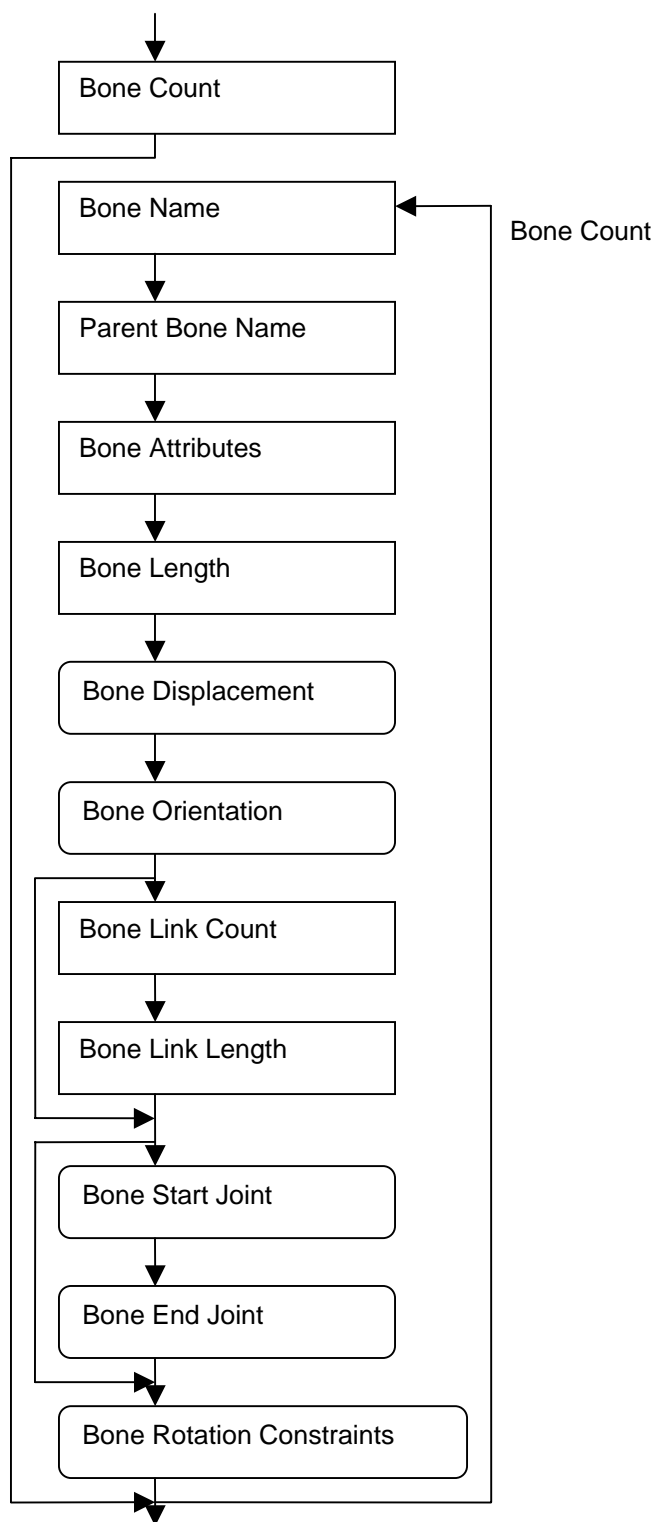 Bone Count
Bone Name
Bone Count
Parent Bone Name
Bone Attributes
Bone Length
Bone Displacement
Bone Orientation
Bone Link Count
Bone Link Length
Bone Start Joint
Bone End Joint
Bone Rotation Constraints